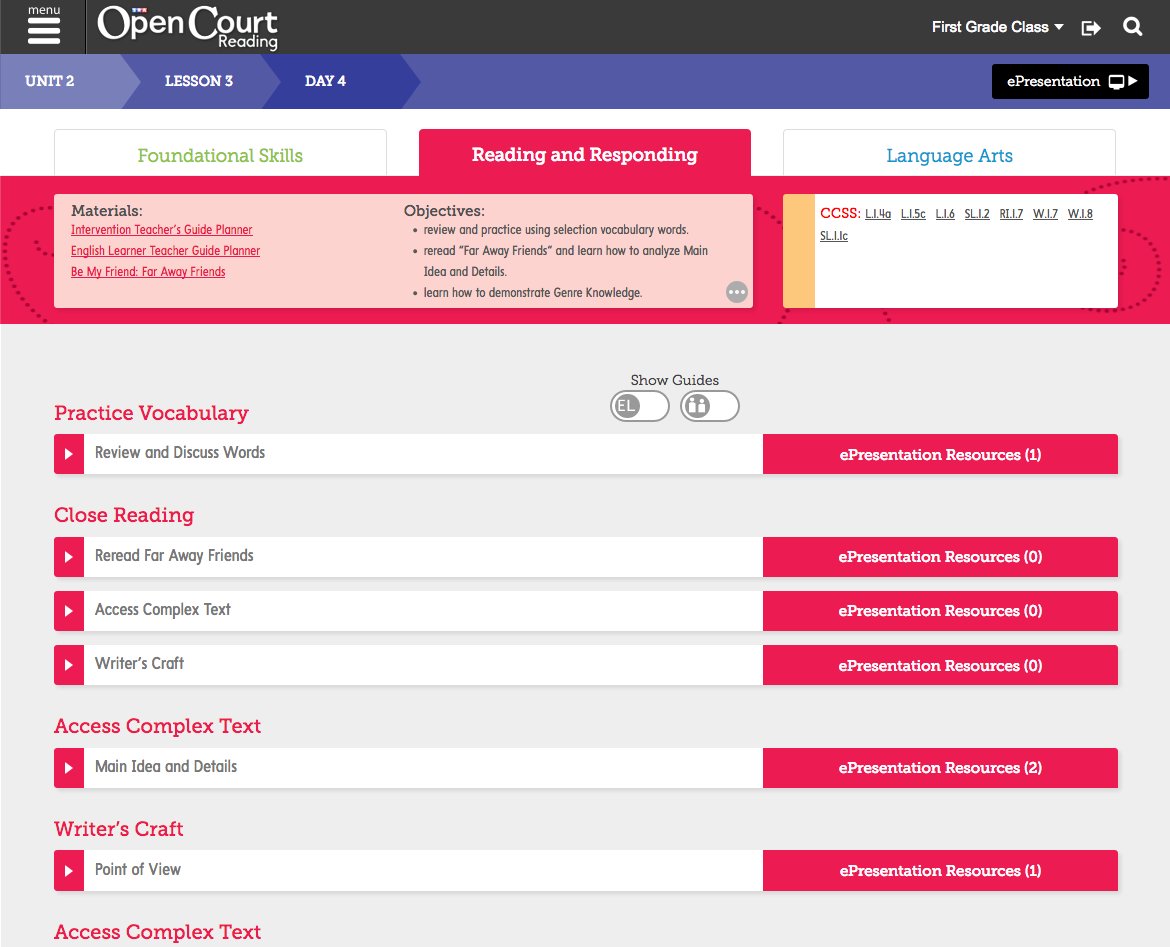 menu
Open Court
Reading
First Grade Class
UNIT 2
LESSON 3
DAY 4
ePresentation
Foundational Skills
Reading and Responding
Language Arts
Materials:
Intervention Teacher's Guide Planner
English Learner Teacher Guide Planner
Be My Friend: Far Away Friends
Objectives:
• review and practice using selection vocabulary words.
• reread “Far Away Friends” and learn how to analyze Main
Idea and Details.
• learn how to demonstrate Genre Knowledge.
CCSS: L.1.4a L.1.5c L.1.6 SL.1.2 RI.1.7 W.1.7 W.1.8
SL.1.1c
Show Guides
EL
Practice Vocabulary
Review and Discuss Words
ePresentation Resources (1)
Close Reading
Reread Far Away Friends
ePresentation Resources (0)
Access Complex Text
ePresentation Resources (0)
Writer's Craft
ePresentation Resources (0)
Access Complex Text
Main Idea and Details
ePresentation Resources (2)
Writer's Craft
Point of View
ePresentation Resources (1)
Access Complex Text